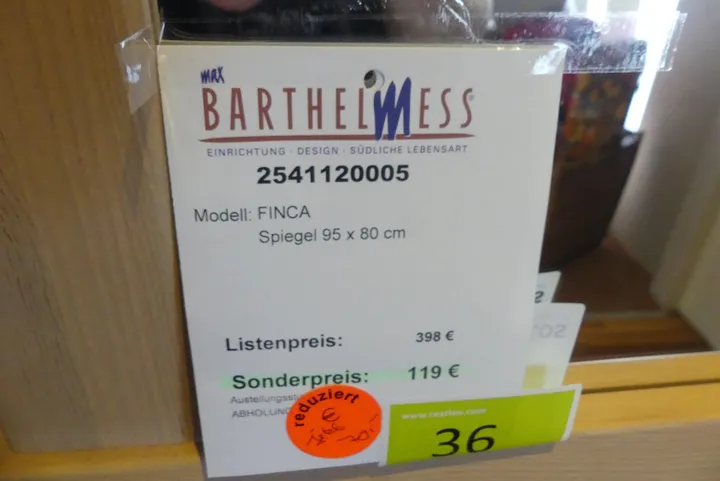 max
BARTHELMESS
EINRICHTUNG · DESIGN · SÜDLICHE LEBENSART
2541120005
Modell: FINCA
Spiegel 95 x 80 cm
Listenpreis: 398 €
Sonderpreis: 119 €
ABHOLUNG
reduziert
€
36